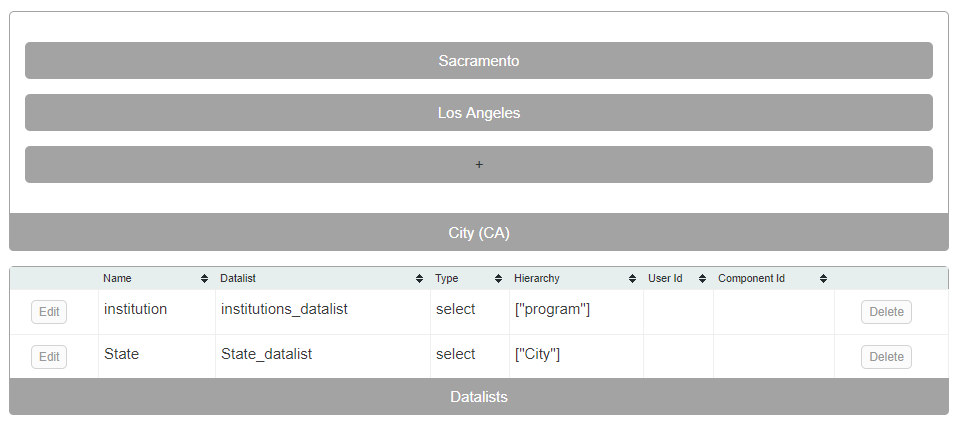 Sacramento
Los Angeles
+
City (CA)
Name Datalist Type Hierarchy User Id Component Id
Edit institution institutions_datalist select ["program"] Delete
Edit State State_datalist select ["City"] Delete
Datalists